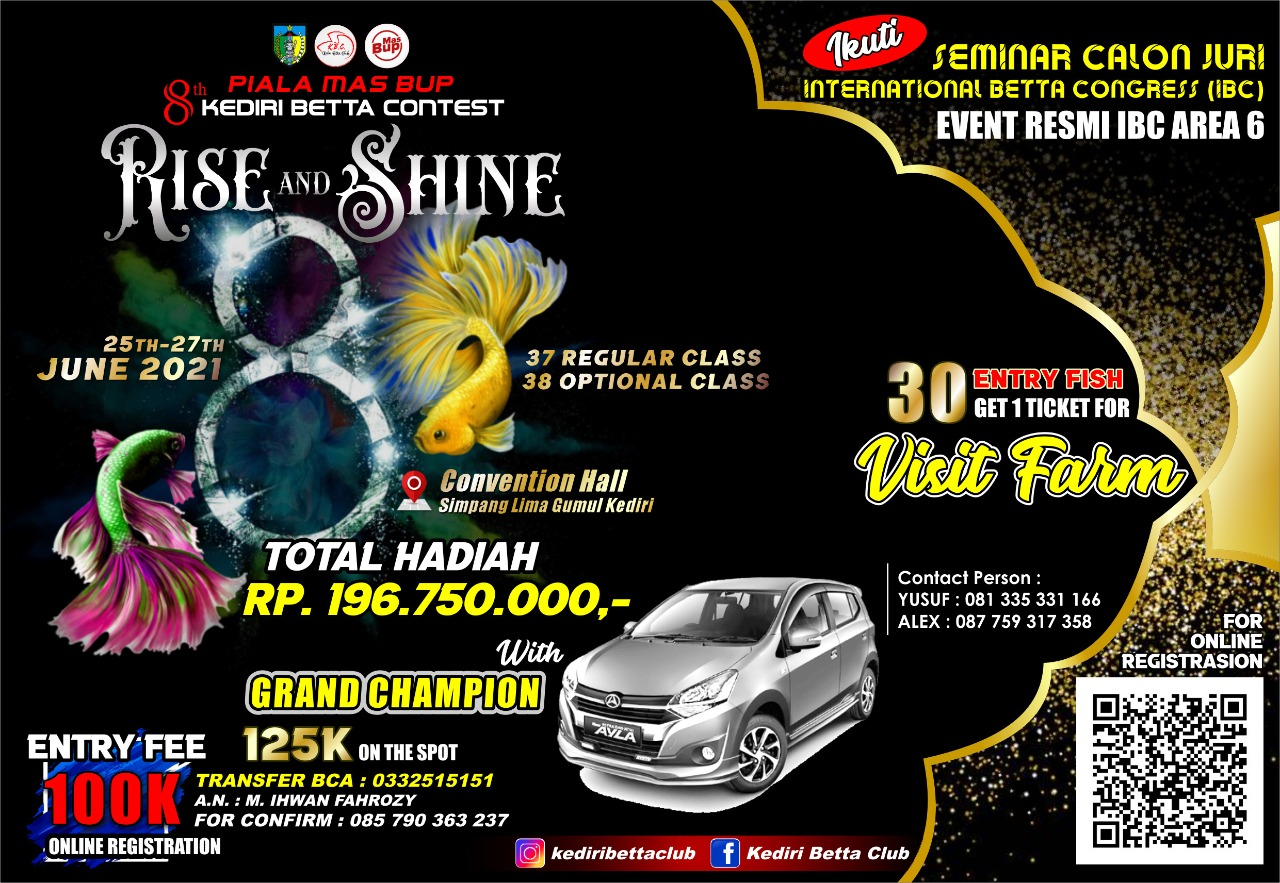 K.B.C.
Mas
Bup
8th
PIALA MAS BUP
KEDIRI BETTA CONTEST
RISE AND SHINE
25TH-27TH
JUNE 2021
37 REGULAR CLASS
38 OPTIONAL CLASS
Convention Hall
Simpang Lima Gumul Kediri
TOTAL HADIAH
RP. 196.750.000,-
With
GRAND CHAMPION
AYLA
ENTRY FEE
100K
ONLINE REGISTRATION
125K ON THE SPOT
TRANSFER BCA : 0332515151
A.N. : M. IHWAN FAHROZY
FOR CONFIRM : 085 790 363 237
kediribettaclub
Kediri Betta Club
Ikuti
SEMINAR CALON JURI
INTERNATIONAL BETTA CONGRESS (IBC)
EVENT RESMI IBC AREA 6
30 ENTRY FISH
GET 1 TICKET FOR
Visit Farm
Contact Person :
YUSUF : 081 335 331 166
ALEX : 087 759 317 358
FOR
ONLINE
REGISTRASION